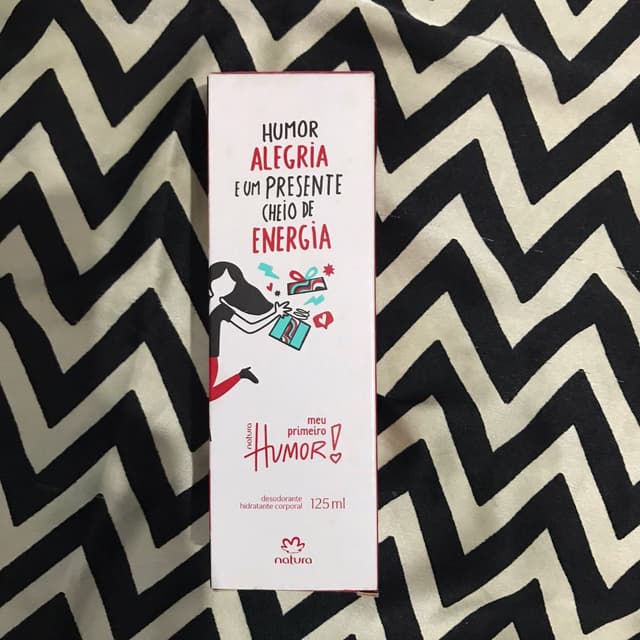 HUMOR
ALEGRIA
E UM PRESENTE
CHEIO DE
ENERGIA
meu
primeiro
natura
HUMOR!
desodorante
hidratante corporal 125 ml
natura